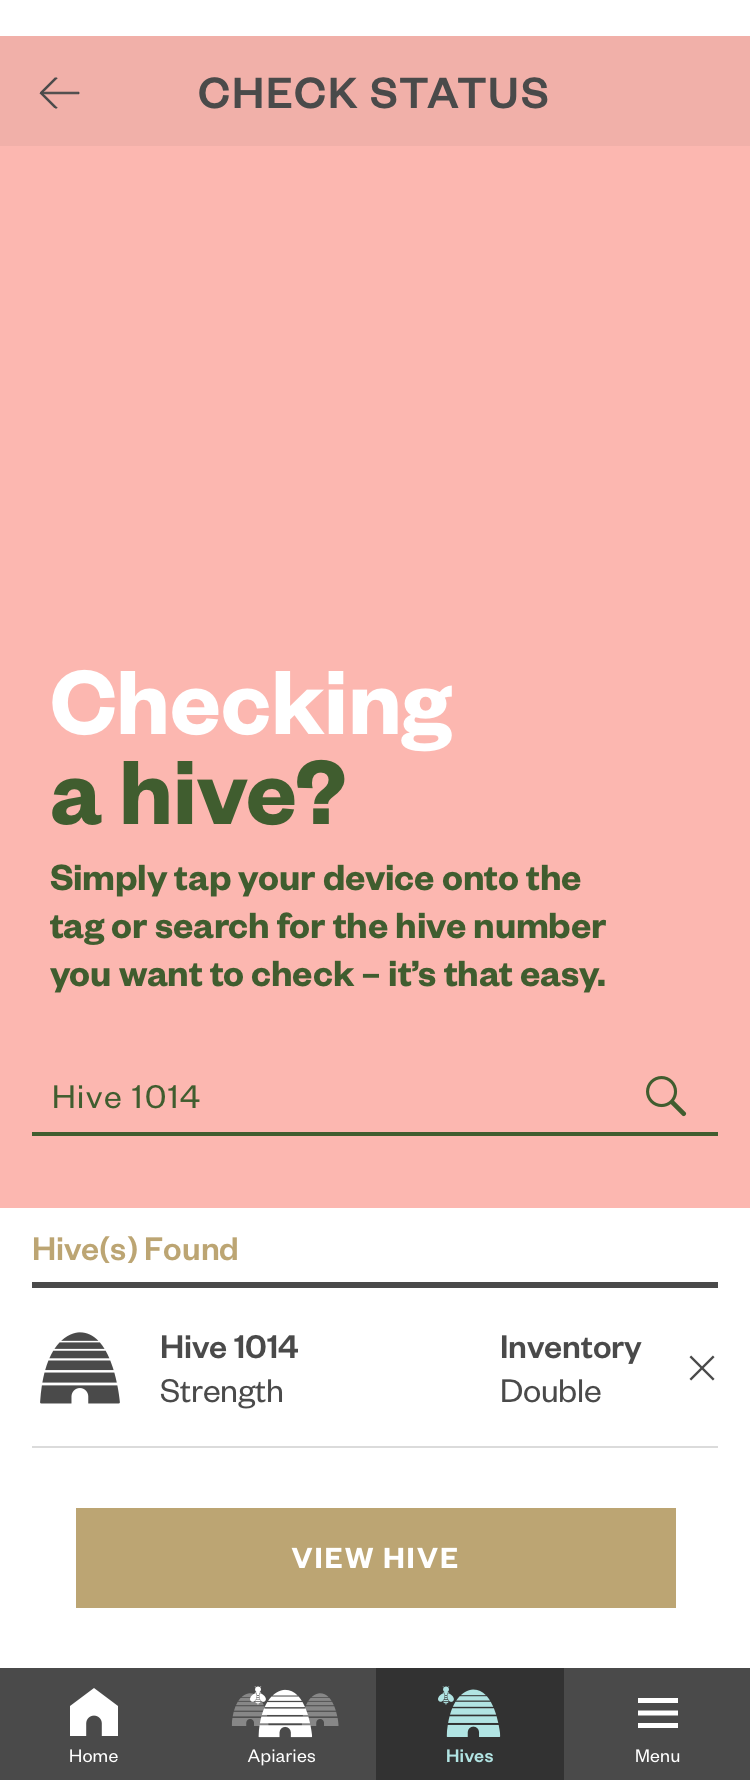 CHECK STATUS
Checking
a hive?
Simply tap your device onto the
tag or search for the hive number
you want to check – it’s that easy.
Hive 1014
Hive(s) Found
Hive 1014
Inventory
Strength
Double
VIEW HIVE
Home
Apiaries
Hives
Menu